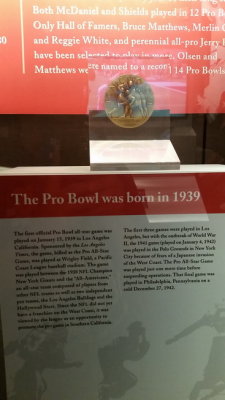 Both McDaniel and Shields played in 12 Pro Bo
Only Hall of Famers, Bruce Matthews, Merlin O
and Reggie White, and perennial all-pro Jerry
have been selected to play in more. Olsen and
Matthews we
re named to a recor
14 Pro Bowls
The Pro Bowl was born in 1939
The first official Pro Bowl all-star game was
played on January 15, 1939 in Los Angeles
California. Sponsored by the Los Angeles
Times, the game, billed as the Pro All-Star
Game, was played at Wrigley Field, a Pacific
Coast League baseball stadium. The game
was played between the 1938 NFL Champion
New York Giants and the "All-Americans,"
an all-star team comprised of players from
other NFL teams as well as two independent
pro teams, the Los Angeles Bulldogs and the
Hollywood Stars. Since the NFL did not yet
have a franchise on the West Coast, it was
viewed by the league as an opportunity to
promote the pro game in Southern California.
The first three games were played in Los
Angeles, but with the outbreak of World War
II, the 1941 game (played on January 4, 1942)
was played in the Polo Grounds in New York
City because of fears of a Japanese invasion
of the West Coast. The Pro All-Star Game
was played just one more time before
suspending operations. That final game was
played in Philadelphia, Pennsylvania on a
cold December 27, 1942.